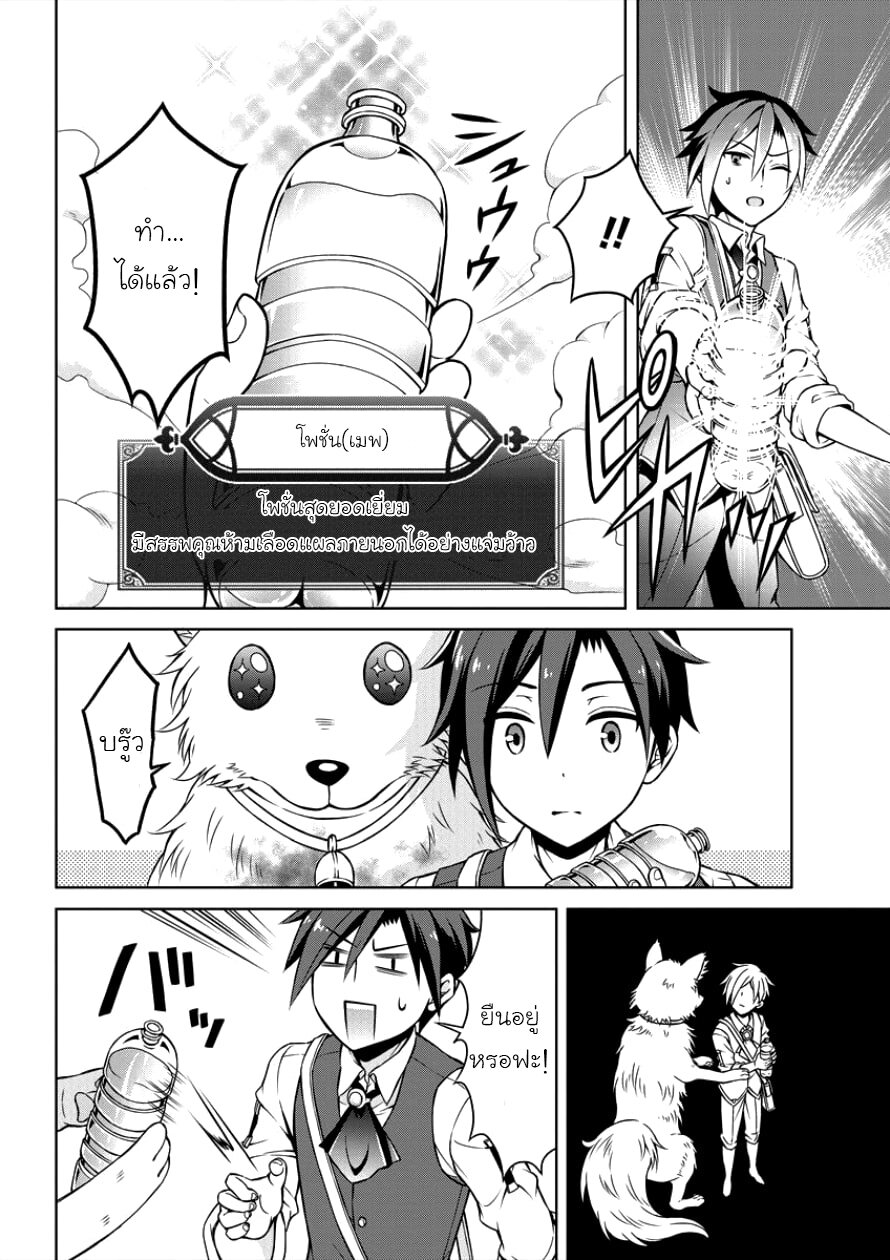 !!
ピカァァッ
シュウウゥ
ทำ...
ได้แล้ว!
โพชั่น(เมพ)
โพชั่นสุดยอดเยี่ยม
มีสรรพคุณห้ามเลือดแผลภายนอกได้อย่างแจ่มว้าว
บรู๊ว
ยืนอยู่
หรอฟะ!
バッ